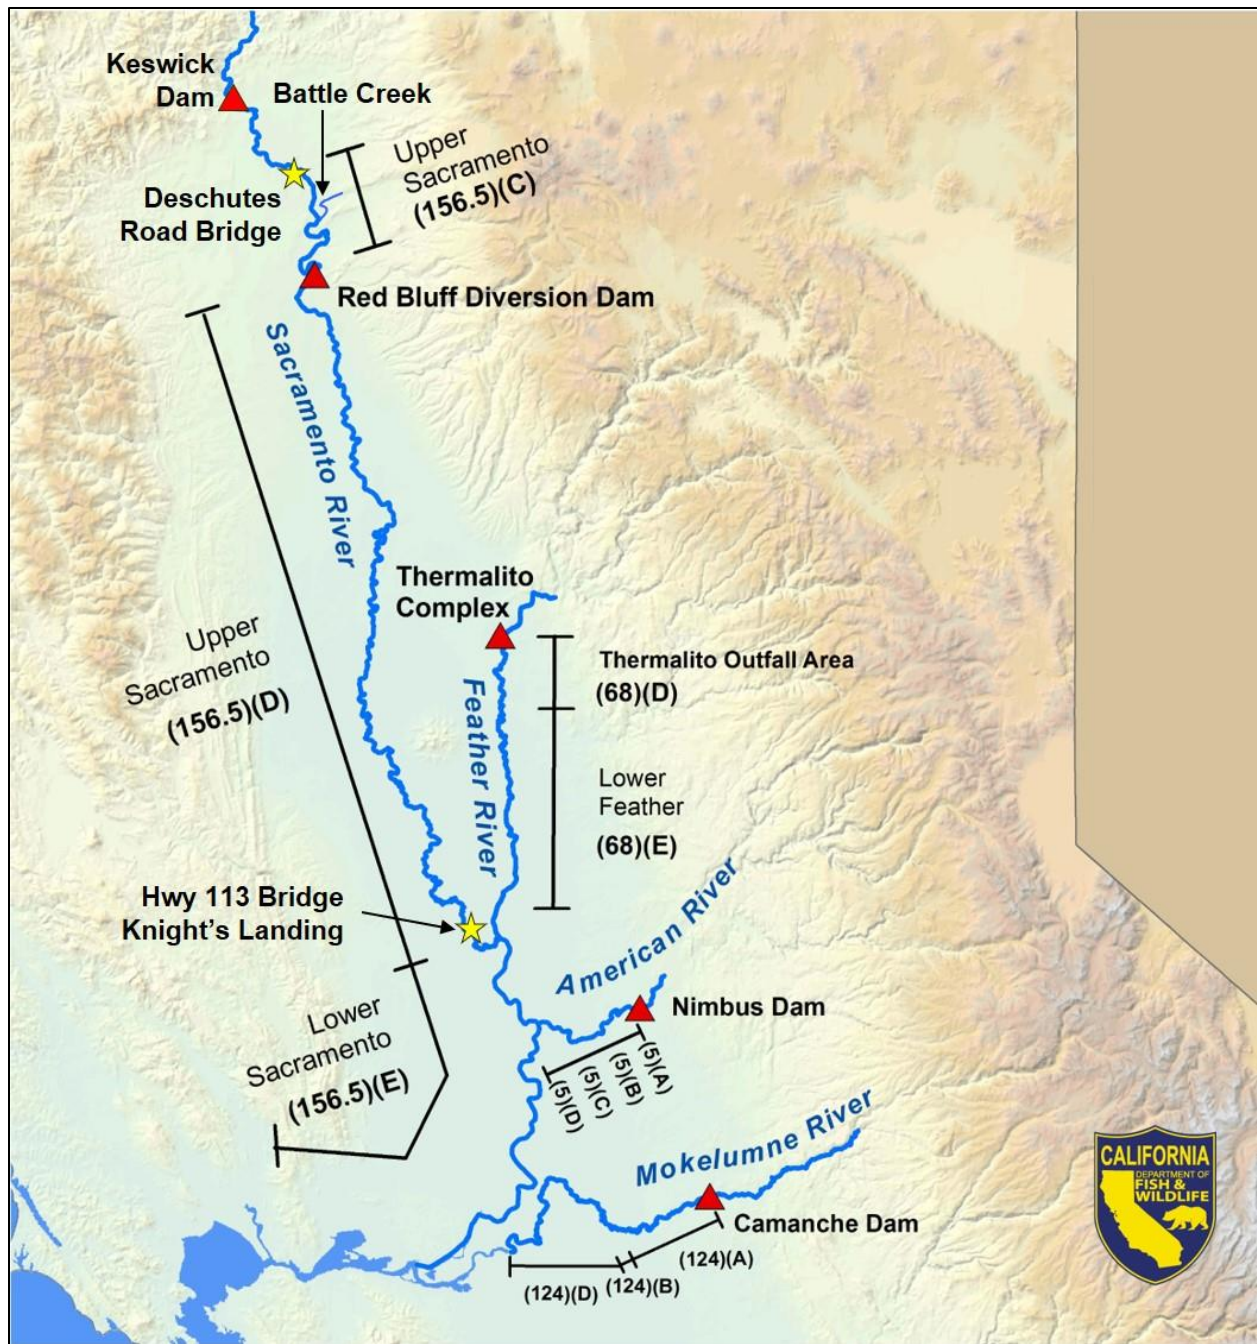 Keswick
Dam
Battle Creek
Upper
Sacramento
(156.5)(C)
Deschutes
Road Bridge
Red Bluff Diversion Dam
Sacramento River
Thermalito
Complex
Thermalito Outfall Area
(68)(D)
Upper
Sacramento
(156.5)(D)
Feather River
Lower
Feather
(68)(E)
Hwy 113 Bridge
Knight's Landing
American River
Nimbus Dam
Lower
Sacramento
(156.5)(E)
(5)(A)
(5)(B)
(5)(C)
(5)(D)
Mokelumne River
Camanche Dam
(124)(A)
(124)(B)
(124)(D)
CALIFORNIA
DEPARTMENT OF
FISH &
WILDLIFE